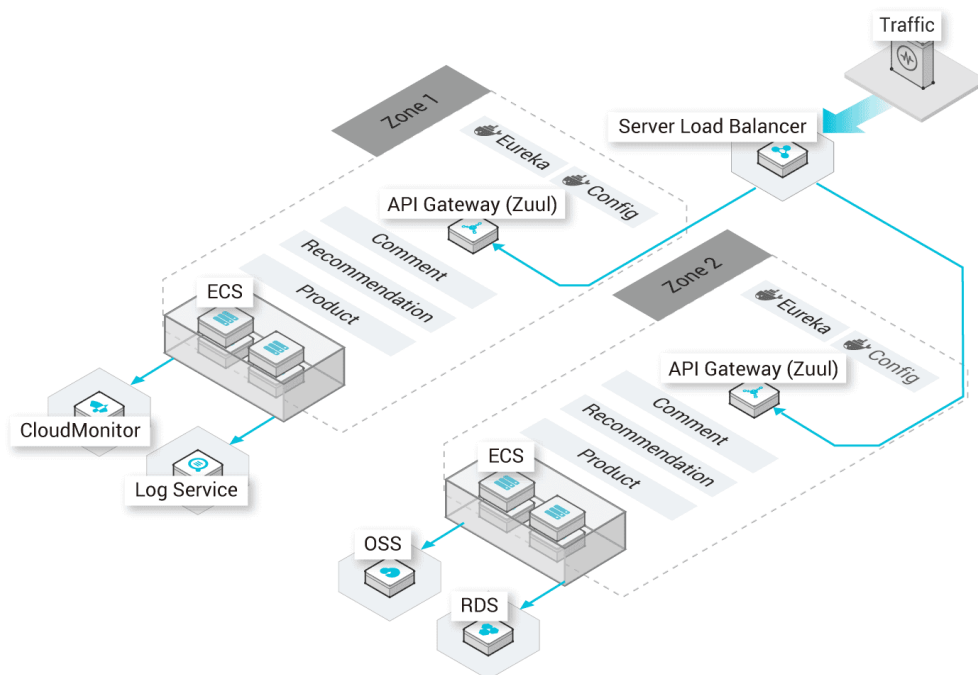 Traffic
Server Load Balancer
Zone 1
Eureka
Config
API Gateway (Zuul)
Comment
Recommendation
Product
ECS
CloudMonitor
Log Service
Zone 2
Eureka
Config
API Gateway (Zuul)
Comment
Recommendation
Product
ECS
OSS
RDS